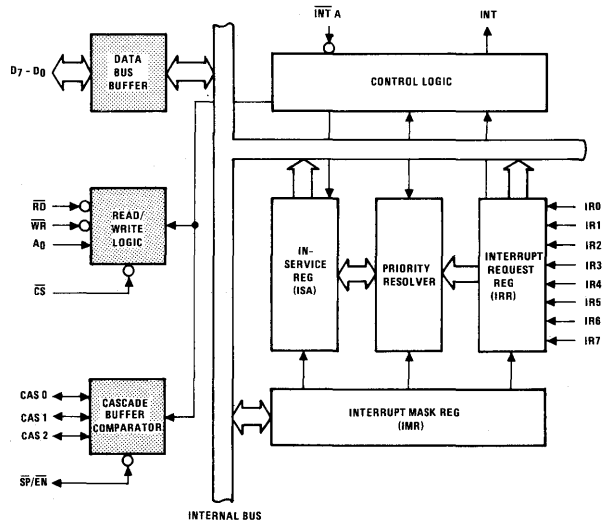 INT A
INT
D7 - D0
DATA
BUS
BUFFER
CONTROL LOGIC
RD
WR
A0
CS
READ/
WRITE
LOGIC
IN-
SERVICE
REG
(ISA)
PRIORITY
RESOLVER
INTERRUPT
REQUEST
REG
(IRR)
IR0
IR1
IR2
IR3
IR4
IR5
IR6
IR7
CAS 0
CAS 1
CAS 2
CASCADE
BUFFER
COMPARATOR
SP/EN
INTERRUPT MASK REG
(IMR)
INTERNAL BUS